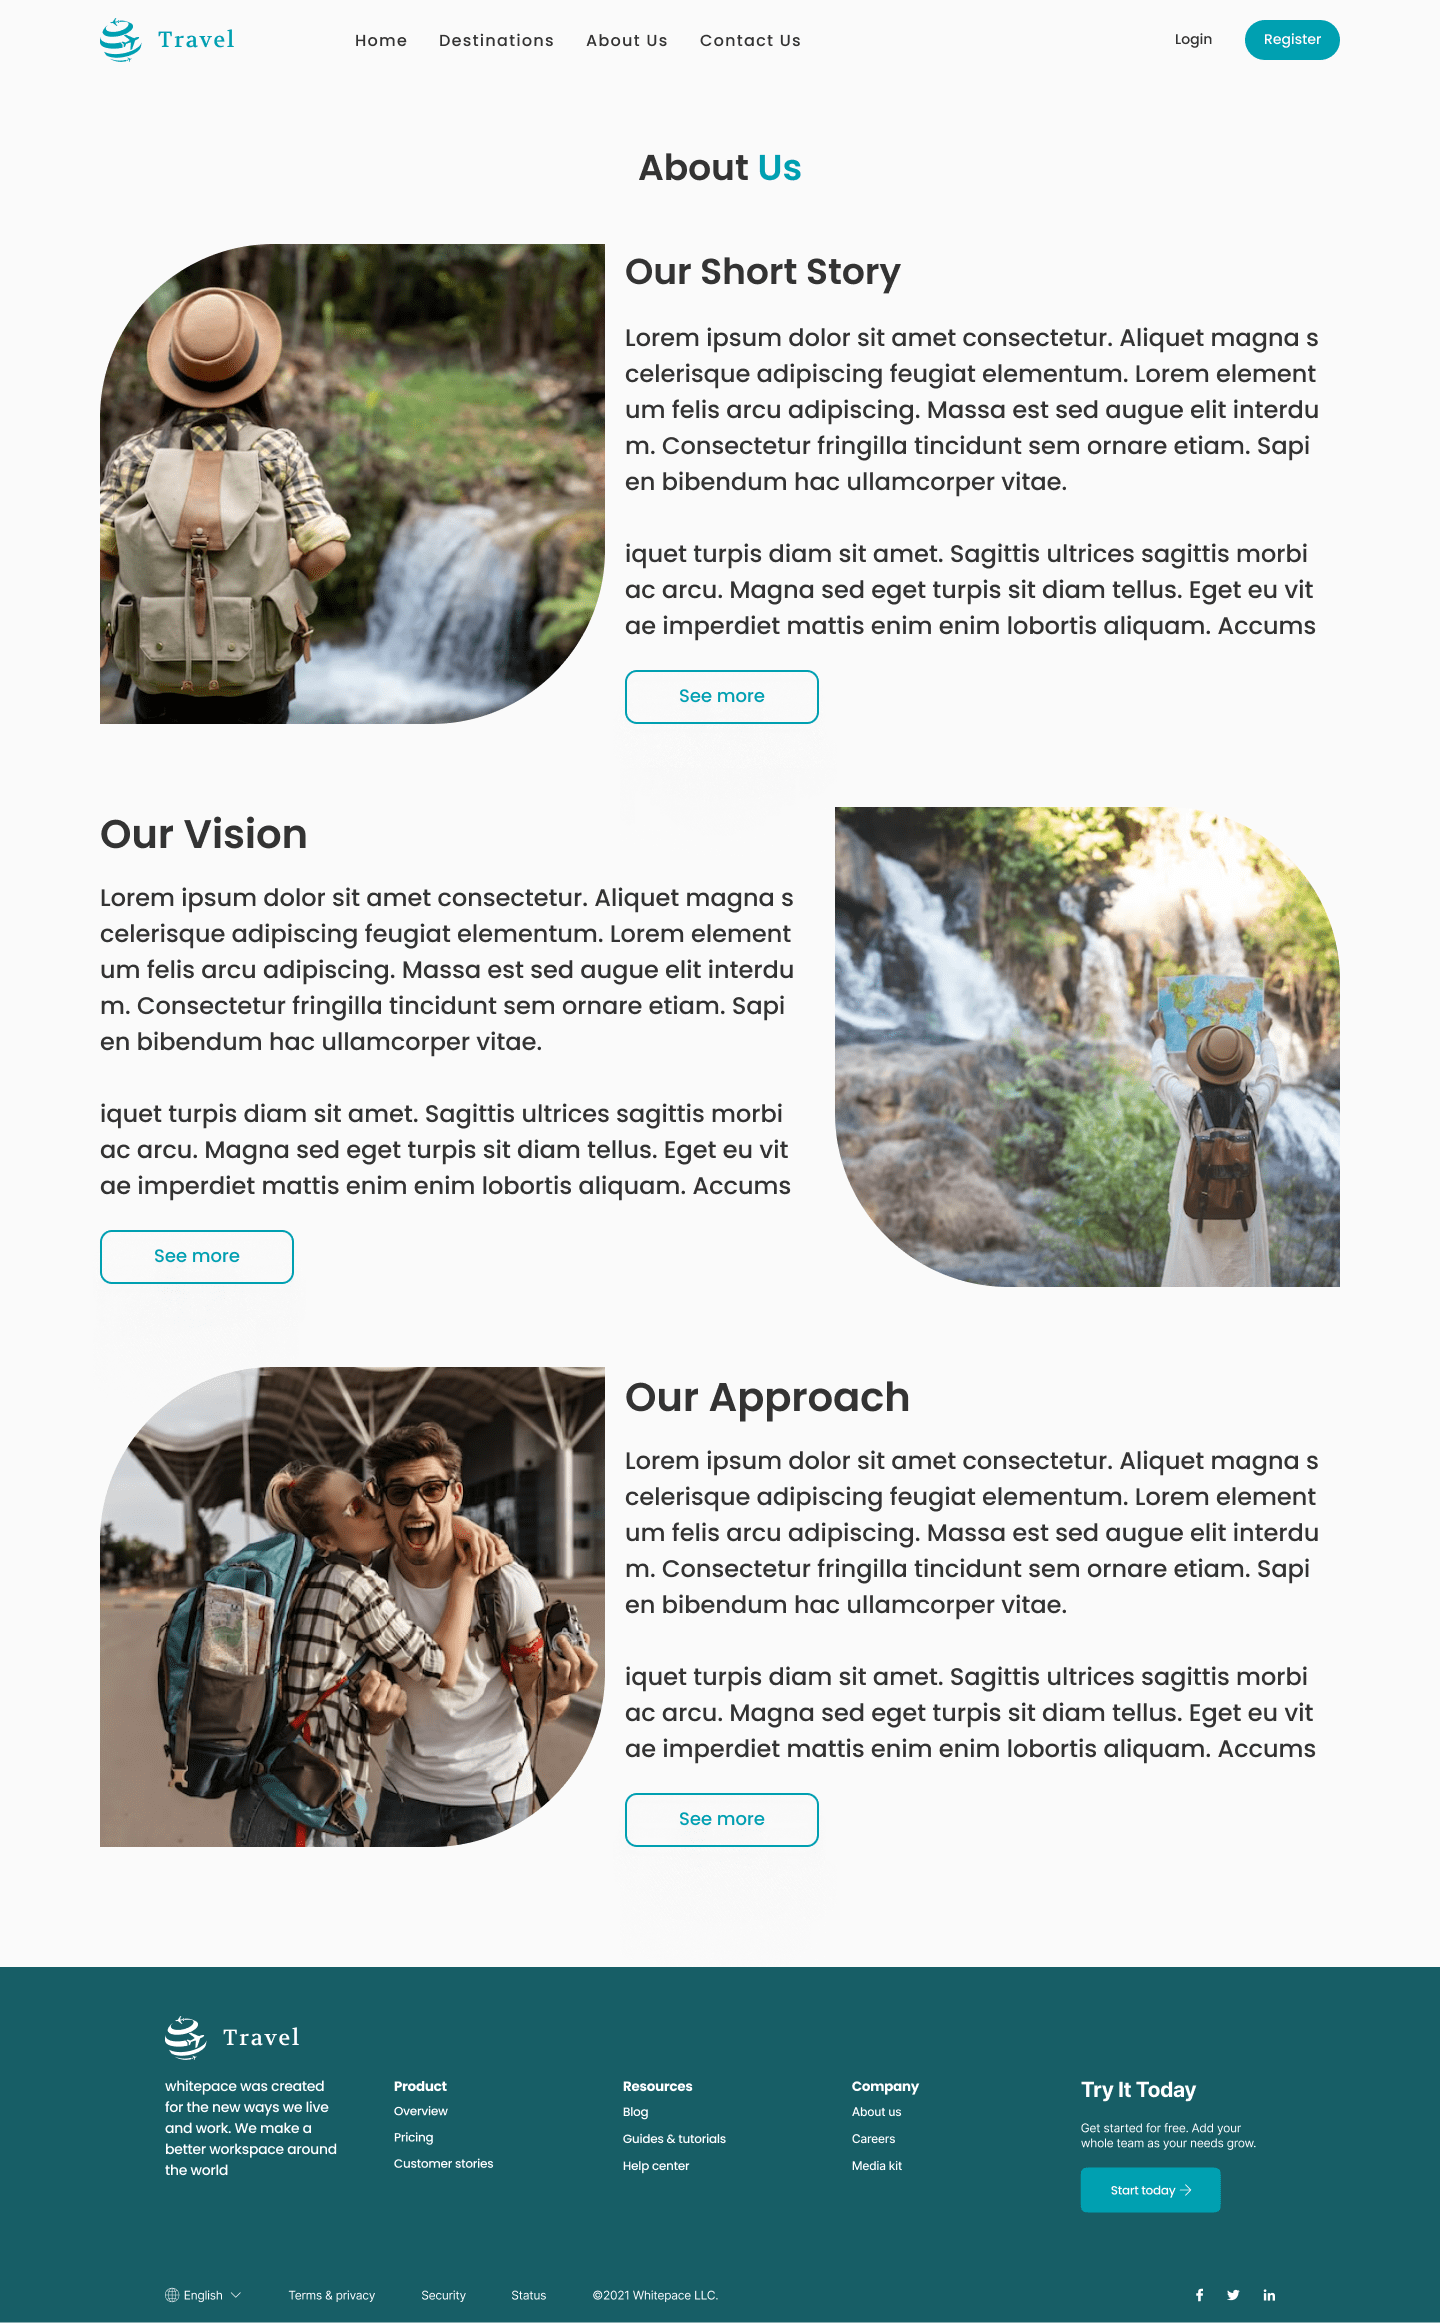 Travel
Home
Destinations
About Us
Contact Us
Login
Register
About Us
Our Short Story
Lorem ipsum dolor sit amet consectetur. Aliquet magna s
celerisque adipiscing feugiat elementum. Lorem element
um felis arcu adipiscing. Massa est sed augue elit interdu
m. Consectetur fringilla tincidunt sem ornare etiam. Sapi
en bibendum hac ullamcorper vitae.
iquet turpis diam sit amet. Sagittis ultrices sagittis morbi
ac arcu. Magna sed eget turpis sit diam tellus. Eget eu vit
ae imperdiet mattis enim enim lobortis aliquam. Accums
See more
Our Vision
Lorem ipsum dolor sit amet consectetur. Aliquet magna s
celerisque adipiscing feugiat elementum. Lorem element
um felis arcu adipiscing. Massa est sed augue elit interdu
m. Consectetur fringilla tincidunt sem ornare etiam. Sapi
en bibendum hac ullamcorper vitae.
iquet turpis diam sit amet. Sagittis ultrices sagittis morbi
ac arcu. Magna sed eget turpis sit diam tellus. Eget eu vit
ae imperdiet mattis enim enim lobortis aliquam. Accums
See more
Our Approach
Lorem ipsum dolor sit amet consectetur. Aliquet magna s
celerisque adipiscing feugiat elementum. Lorem element
um felis arcu adipiscing. Massa est sed augue elit interdu
m. Consectetur fringilla tincidunt sem ornare etiam. Sapi
en bibendum hac ullamcorper vitae.
iquet turpis diam sit amet. Sagittis ultrices sagittis morbi
ac arcu. Magna sed eget turpis sit diam tellus. Eget eu vit
ae imperdiet mattis enim enim lobortis aliquam. Accums
See more
Travel
whitepace was created
for the new ways we live
and work. We make a
better workspace around
the world
Product
Overview
Pricing
Customer stories
Resources
Blog
Guides & tutorials
Help center
Company
About us
Careers
Media kit
Try It Today
Get started for free. Add your
whole team as your needs grow.
Start today
English
Terms & privacy
Security
Status
©2021 Whitepace LLC.